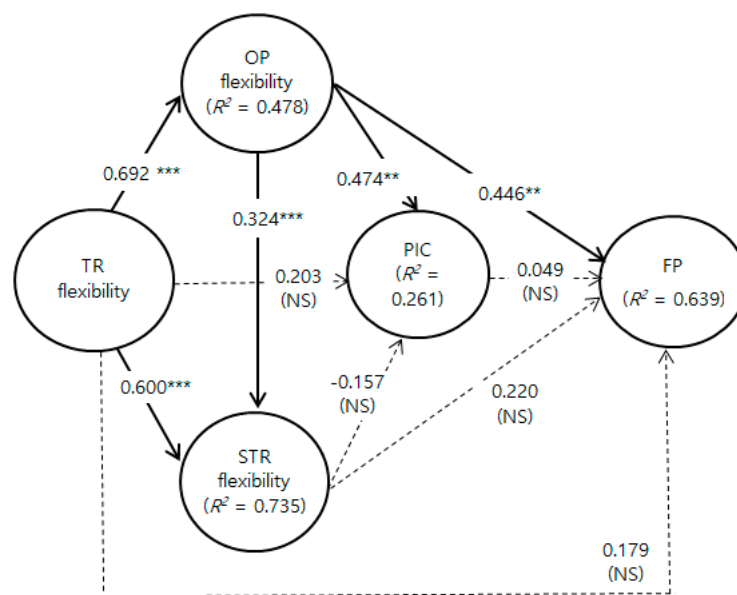 OP
flexibility
(R² = 0.478)
0.692 ***
0.474**
0.446**
0.324***
TR
flexibility
0.203
(NS)
PIC
(R² =
0.261)
0.049
(NS)
FP
(R² = 0.639)
0.600***
-0.157
(NS)
0.220
(NS)
STR
flexibility
(R² = 0.735)
0.179
(NS)